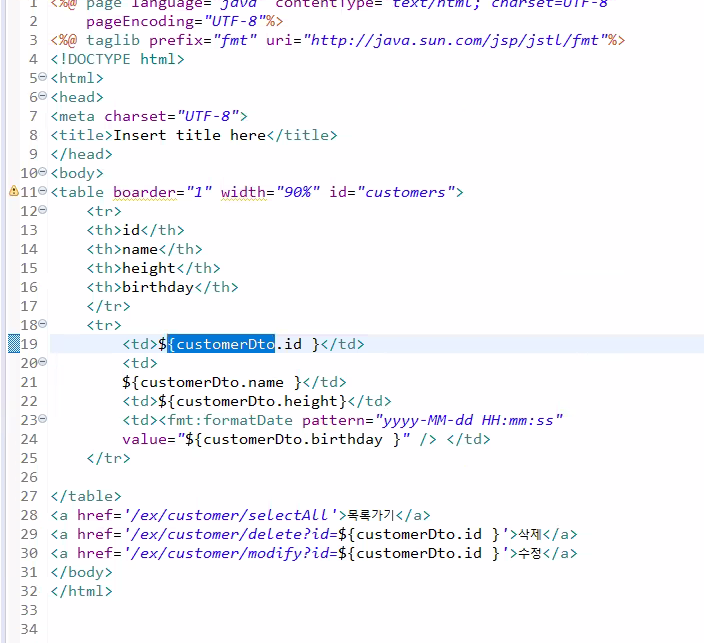 1 <%@ page language="java" contentType="text/html; charset=UTF-8"
2 pageEncoding="UTF-8"%>
3 <%@ taglib prefix="fmt" uri="http://java.sun.com/jsp/jstl/fmt"%>
4 <!DOCTYPE html>
5 <html>
6 <head>
7 <meta charset="UTF-8">
8 <title>Insert title here</title>
9 </head>
10 <body>
11 <table boarder="1" width="90%" id="customers">
12 <tr>
13 <th>id</th>
14 <th>name</th>
15 <th>height</th>
16 <th>birthday</th>
17 </tr>
18 <tr>
19 <td>${customerDto.id }</td>
20 <td>
21 ${customerDto.name }</td>
22 <td>${customerDto.height}</td>
23 <td><fmt:formatDate pattern="yyyy-MM-dd HH:mm:ss"
24 value="${customerDto.birthday }" /> </td>
25 </tr>
26
27 </table>
28 <a href='/ex/customer/selectAll'>목록가기</a>
29 <a href='/ex/customer/delete?id=${customerDto.id }'>삭제</a>
30 <a href='/ex/customer/modify?id=${customerDto.id }'>수정</a>
31 </body>
32 </html>
33
34